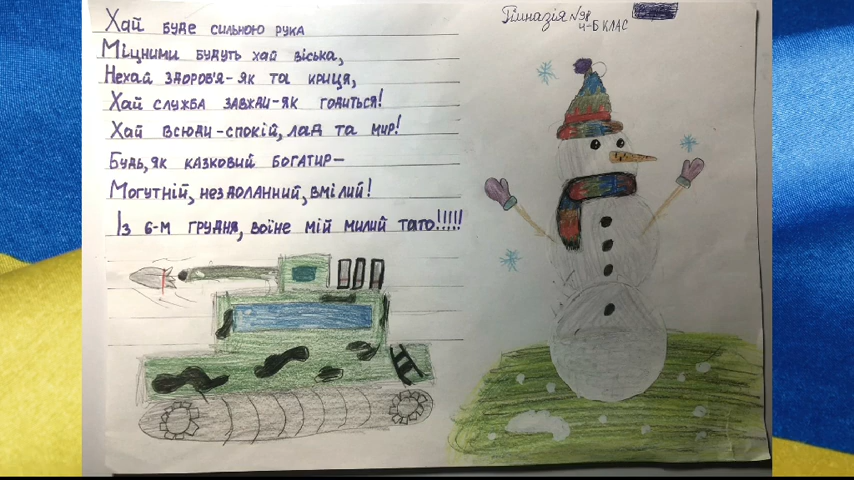 Хай буде сильною рука
Міцними будуть хай віська,
Нехай здоров'я-як та криця,
Хай служба завжди-як годиться!
Хай всюди-спокій, лад та мир!
Будь, як казковий богатир-
Могутній, нездоланний, вмілий!
Із 6-м грудня, воїне мій милий тато!!!!!
Гімназія №98
4-Б клас